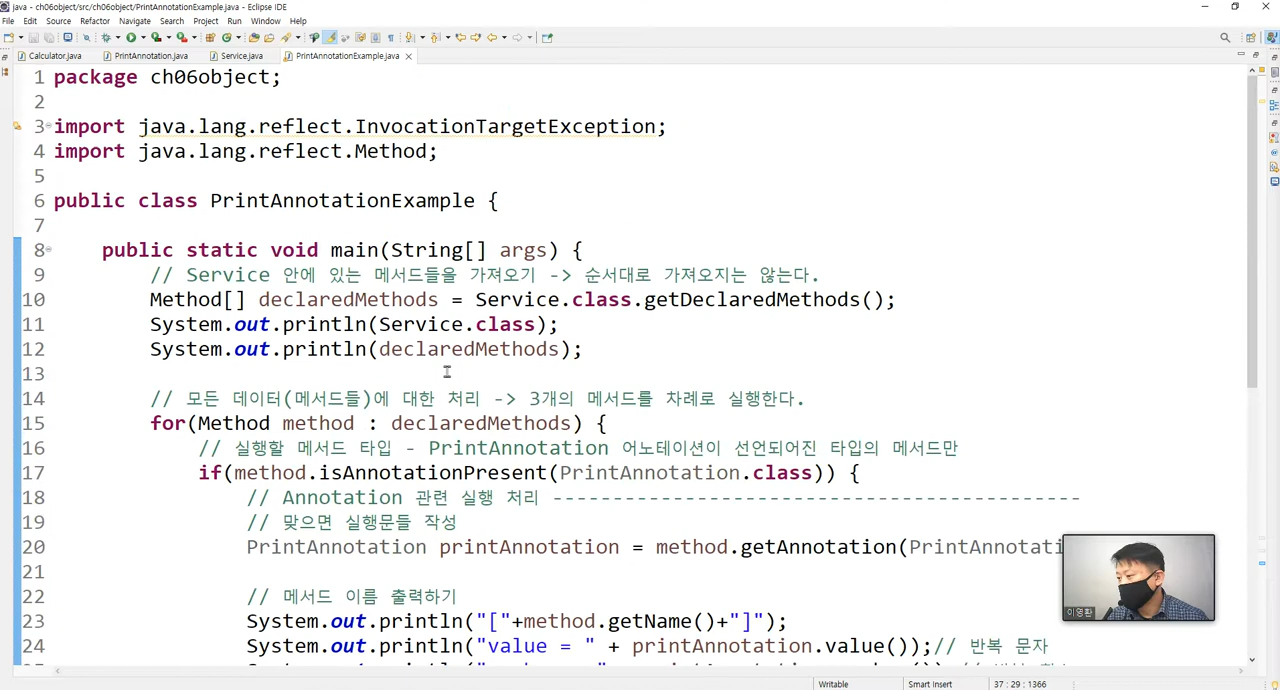 java - ch06object/src/ch06object/PrintAnnotationExample.java - Eclipse IDE
File Edit Source Refactor Navigate Search Project Run Window Help
Calculator.java PrintAnnotation.java Service.java PrintAnnotationExample.java
1 package ch06object;
2
3 import java.lang.reflect.InvocationTargetException;
4 import java.lang.reflect.Method;
5
6 public class PrintAnnotationExample {
7
8 public static void main(String[] args) {
9 // Service 안에 있는 메서드들을 가져오기 -> 순서대로 가져오지는 않는다.
10 Method[] declaredMethods = Service.class.getDeclaredMethods();
11 System.out.println(Service.class);
12 System.out.println(declaredMethods);
13
14 // 모든 데이터(메서드들)에 대한 처리 -> 3개의 메서드를 차례로 실행한다.
15 for(Method method : declaredMethods) {
16 // 실행할 메서드 타입 - PrintAnnotation 어노테이션이 선언되어진 타입의 메서드만
17 if(method.isAnnotationPresent(PrintAnnotation.class)) {
18 // Annotation 관련 실행 처리 --------------------------------------------
19 // 맞으면 실행문들 작성
20 PrintAnnotation printAnnotation = method.getAnnotation(PrintAnnotati
21
22 // 메서드 이름 출력하기
23 System.out.println("["+method.getName()+"]");
24 System.out.println("value = " + printAnnotation.value());// 반복 문자
이영환
Writable Smart Insert 37 : 29 : 1366